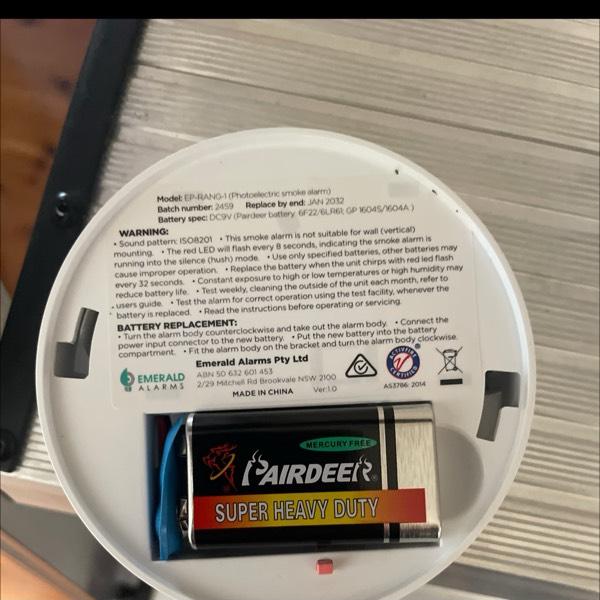 Model: EP-RANG-1 (Photoelectric smoke alarm)
Batch number: 2459 Replace by end: JAN 2032
Battery spec: DC9V (Pairdeer battery: 6F22/6LR61; GP 1604S/1604A )
WARNING:
• Sound pattern: ISO8201 • This smoke alarm is not suitable for wall (vertical)
mounting. • The red LED will flash every 8 seconds, indicating the smoke alarm is
running into the silence (hush) mode. • Use only specified batteries, other batteries may
cause improper operation. • Replace the battery when the unit chirps with red led flash
every 32 seconds. • Constant exposure to high or low temperatures or high humidity may
reduce battery life. • Test weekly, cleaning outside of the unit each month, refer to
users guide. • Test the alarm for correct operation using the test facility, whenever the
battery is replaced. • Read the instructions before operating or servicing.
BATTERY REPLACEMENT:
• Turn the alarm body counterclockwise and take out the alarm body. • Connect the
power input connector to the new battery. • Put the new battery into the battery
compartment. • Fit the alarm body on the bracket and turn the alarm body clockwise.
EMERALD
ALARMS
Emerald Alarms Pty Ltd
ABN 50 632 601 453
2/29 Mitchell Rd Brookvale NSW 2100
MADE IN CHINA Ver:1.0
ACTIVFIRE
CERTIFIED
AS3786: 2014
MERCURY FREE
PAIRDEER®
SUPER HEAVY DUTY